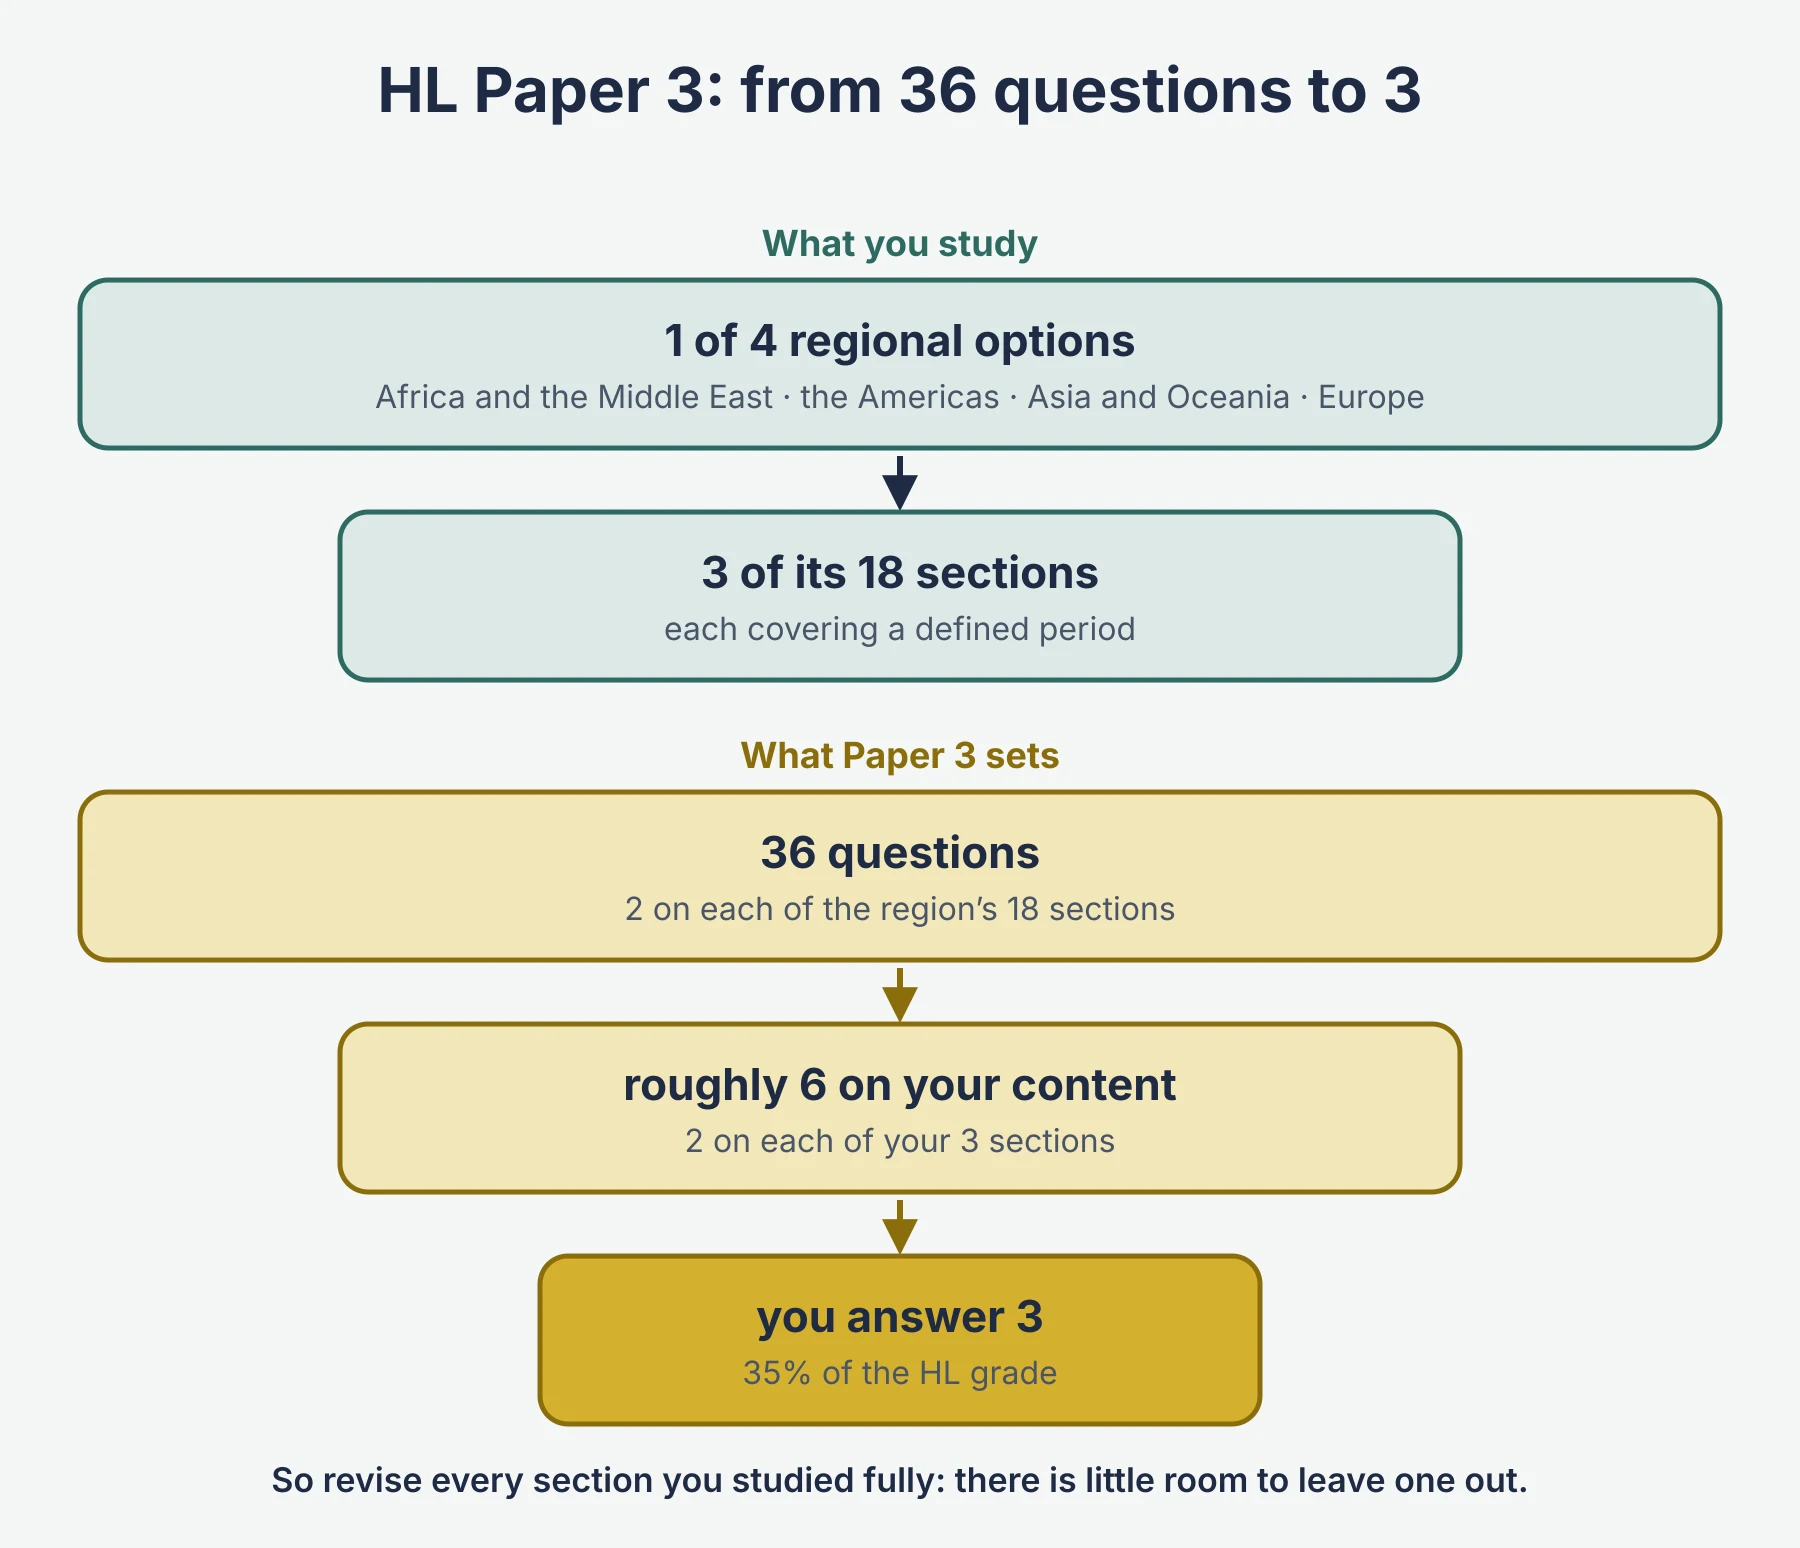 HL Paper 3: from 36 questions to 3
What you study
1 of 4 regional options
Africa and the Middle East · the Americas · Asia and Oceania · Europe
3 of its 18 sections
each covering a defined period
What Paper 3 sets
36 questions
2 on each of the region’s 18 sections
roughly 6 on your content
2 on each of your 3 sections
you answer 3
35% of the HL grade
So revise every section you studied fully: there is little room to leave one out.